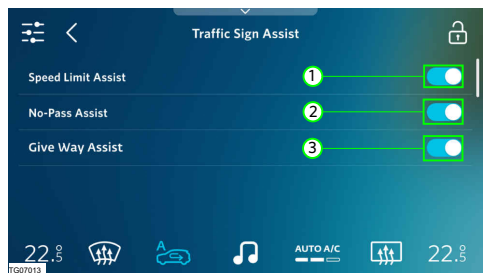 Traffic Sign Assist
Speed Limit Assist
1
No-Pass Assist
2
Give Way Assist
3
22.5
A
AUTO A/C
22.5
TG07013